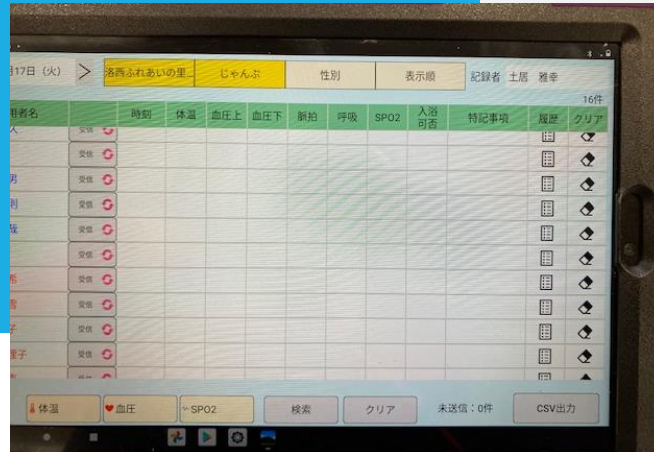 月17日（火） > 洛西ふれあいの里… じゃんぷ 性別 表示順 記録者 土居 雅幸
16件
用者名 時刻 体温 血圧上 血圧下 脈拍 呼吸 SPO2 入浴可否 特記事項 履歴 クリア
受信
受信
男 受信
則 受信
哉 受信
受信
希 受信
受信
子 受信
理子 受信
体温 血圧 SPO2 検索 クリア 未送信：0件 CSV出力